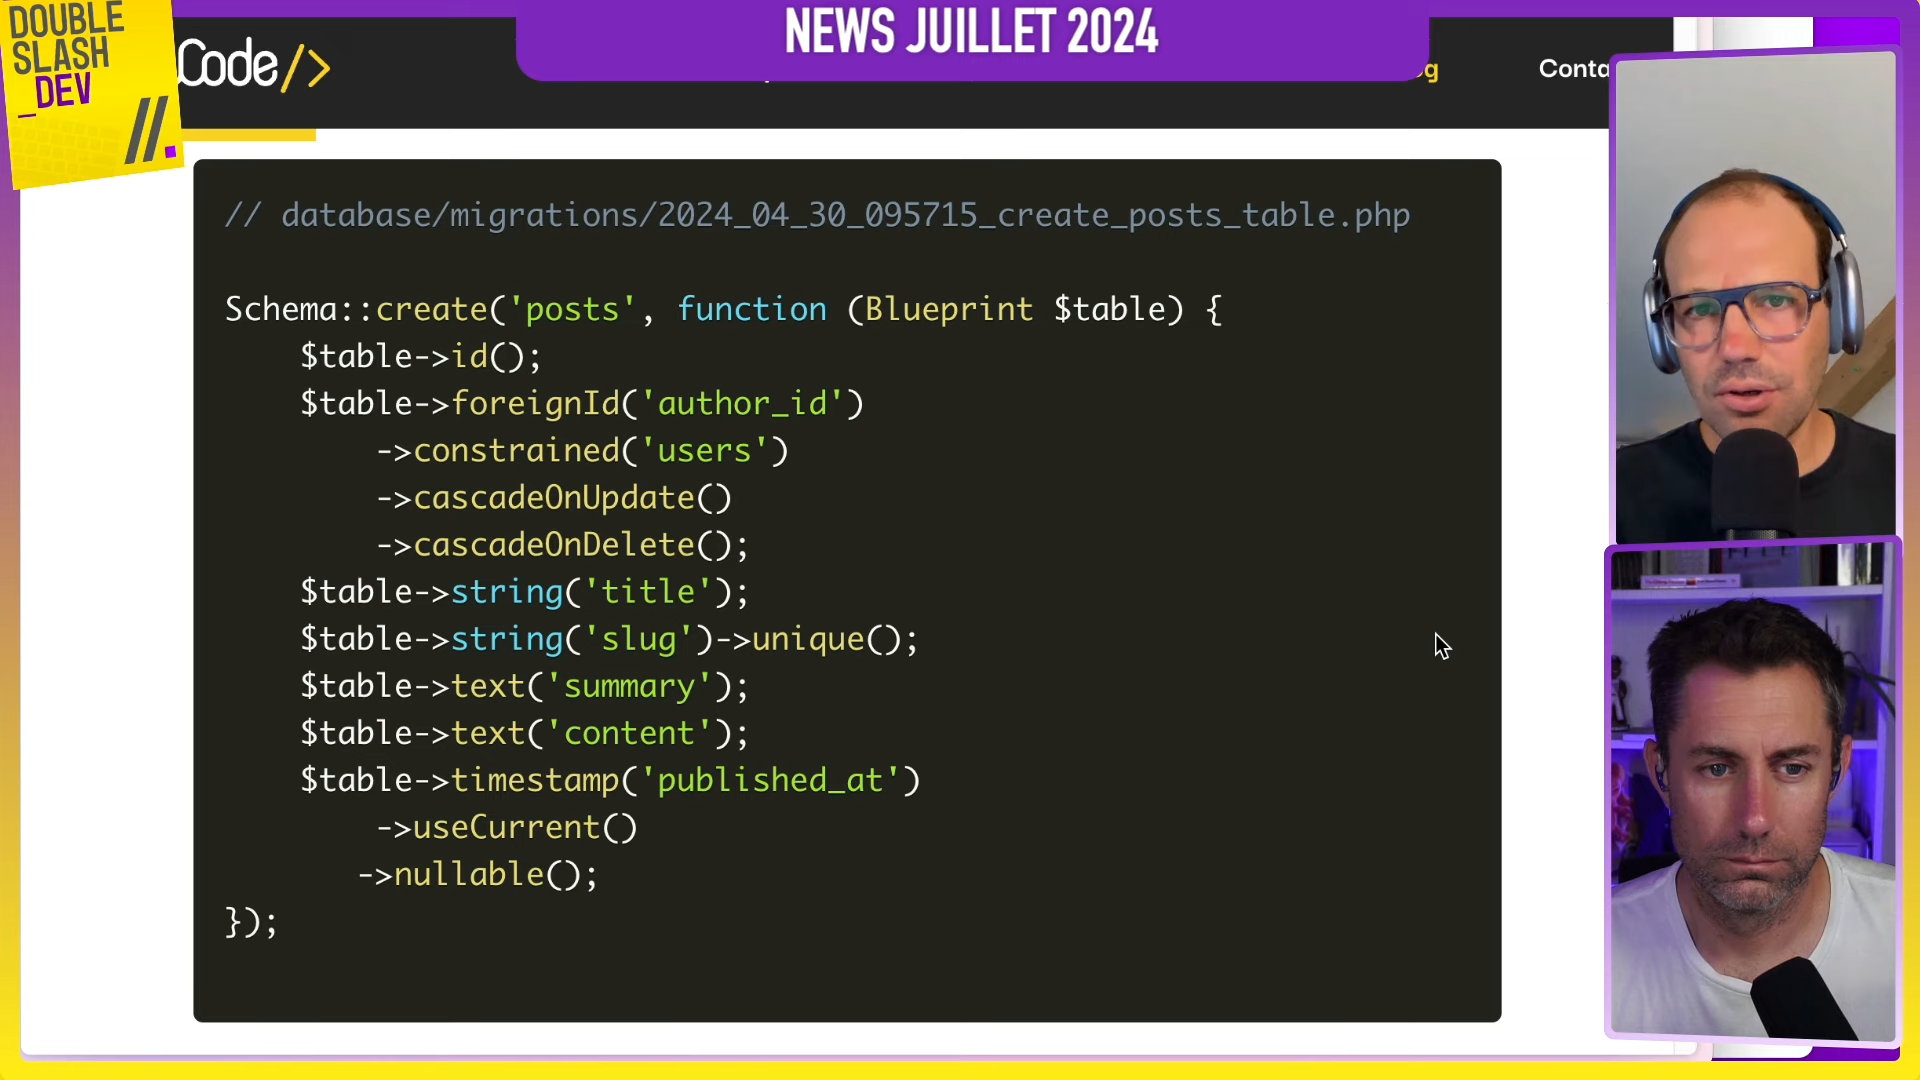 DOUBLE
SLASH
_DEV
//.
NEWS JUILLET 2024
Code/>
Conta
// database/migrations/2024_04_30_095715_create_posts_table.php
Schema::create('posts', function (Blueprint $table) {
    $table->id();
    $table->foreignId('author_id')
        ->constrained('users')
        ->cascadeOnUpdate()
        ->cascadeOnDelete();
    $table->string('title');
    $table->string('slug')->unique();
    $table->text('summary');
    $table->text('content');
    $table->timestamp('published_at')
        ->useCurrent()
       ->nullable();
});